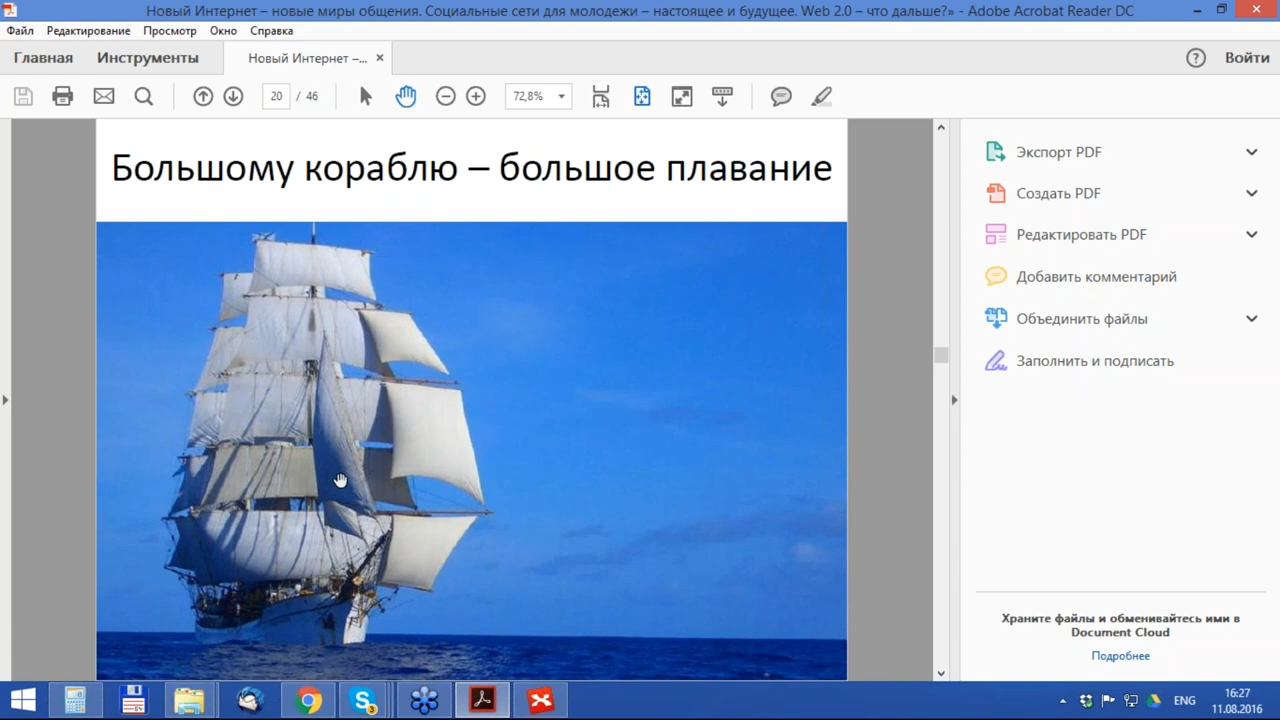 Новый Интернет – новые миры общения. Социальные сети для молодежи – настоящее и будущее. Web 2.0 – что дальше?» - Adobe Acrobat Reader DC
Файл Редактирование Просмотр Окно Справка
Главная Инструменты Новый Интернет –... × Войти
20 / 46 72,8%
Большому кораблю – большое плавание
Экспорт PDF
Создать PDF
Редактировать PDF
Добавить комментарий
Объединить файлы
Заполнить и подписать
Храните файлы и обменивайтесь ими в
Document Cloud
Подробнее
ENG 16:27
11.08.2016